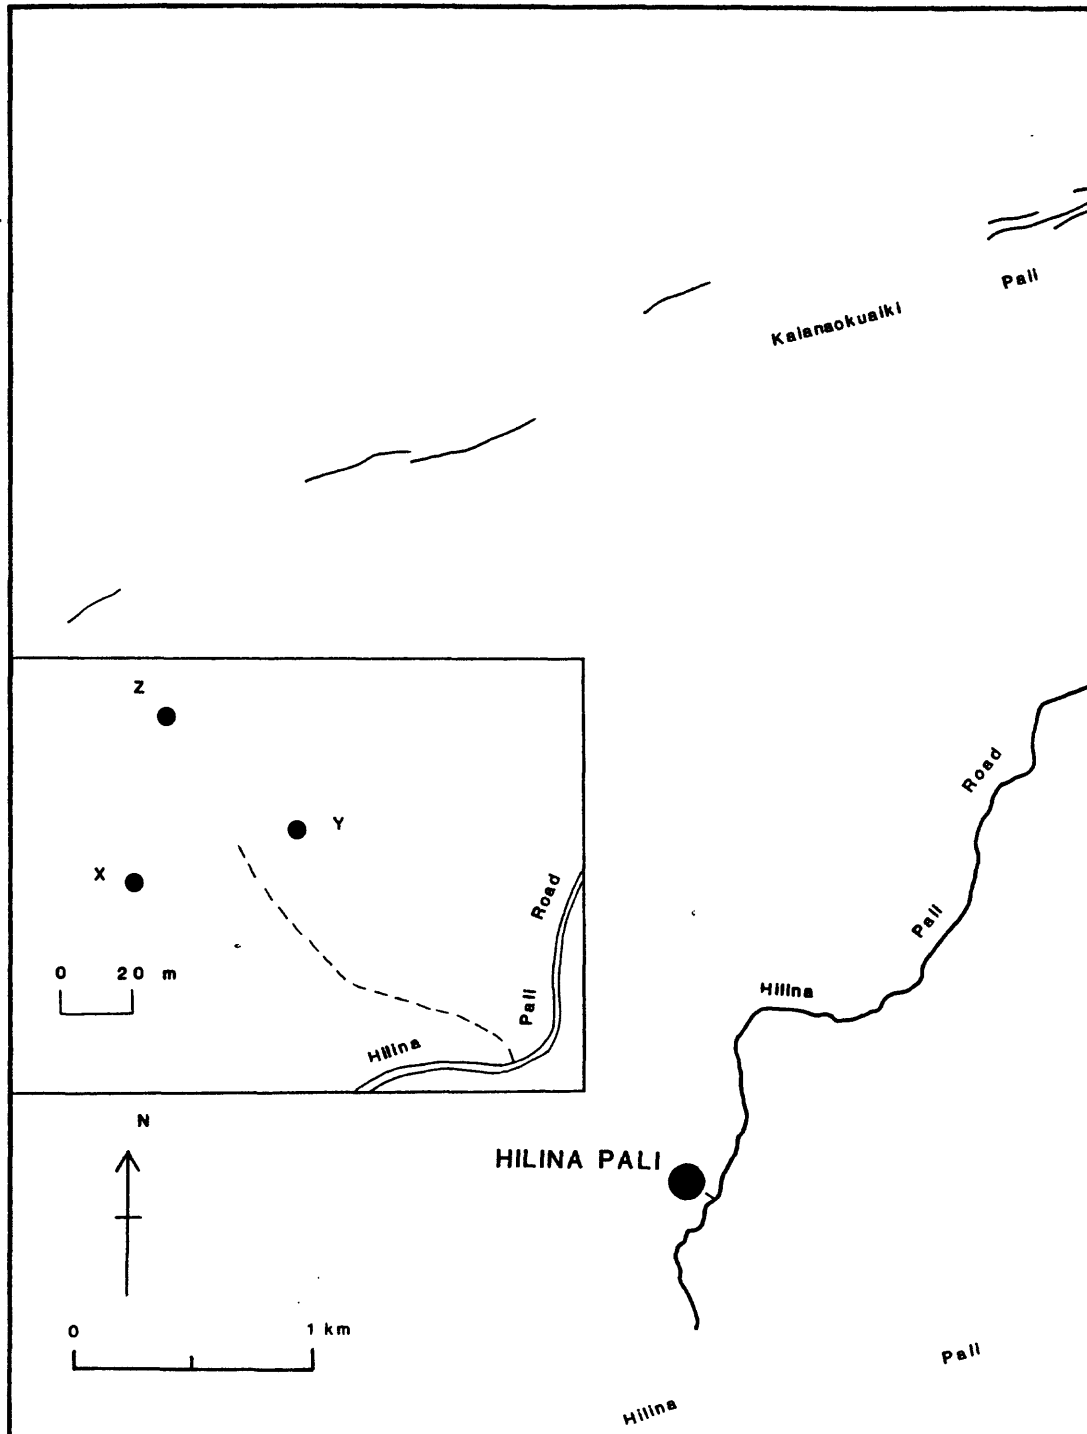 Pali
Kalanaokuaiki
Z
Y
X
Road
Pali
Hilina
0 20 m
Road
Pali
Hilina
N
HILINA PALI
0 1 km
Pali
Hilina